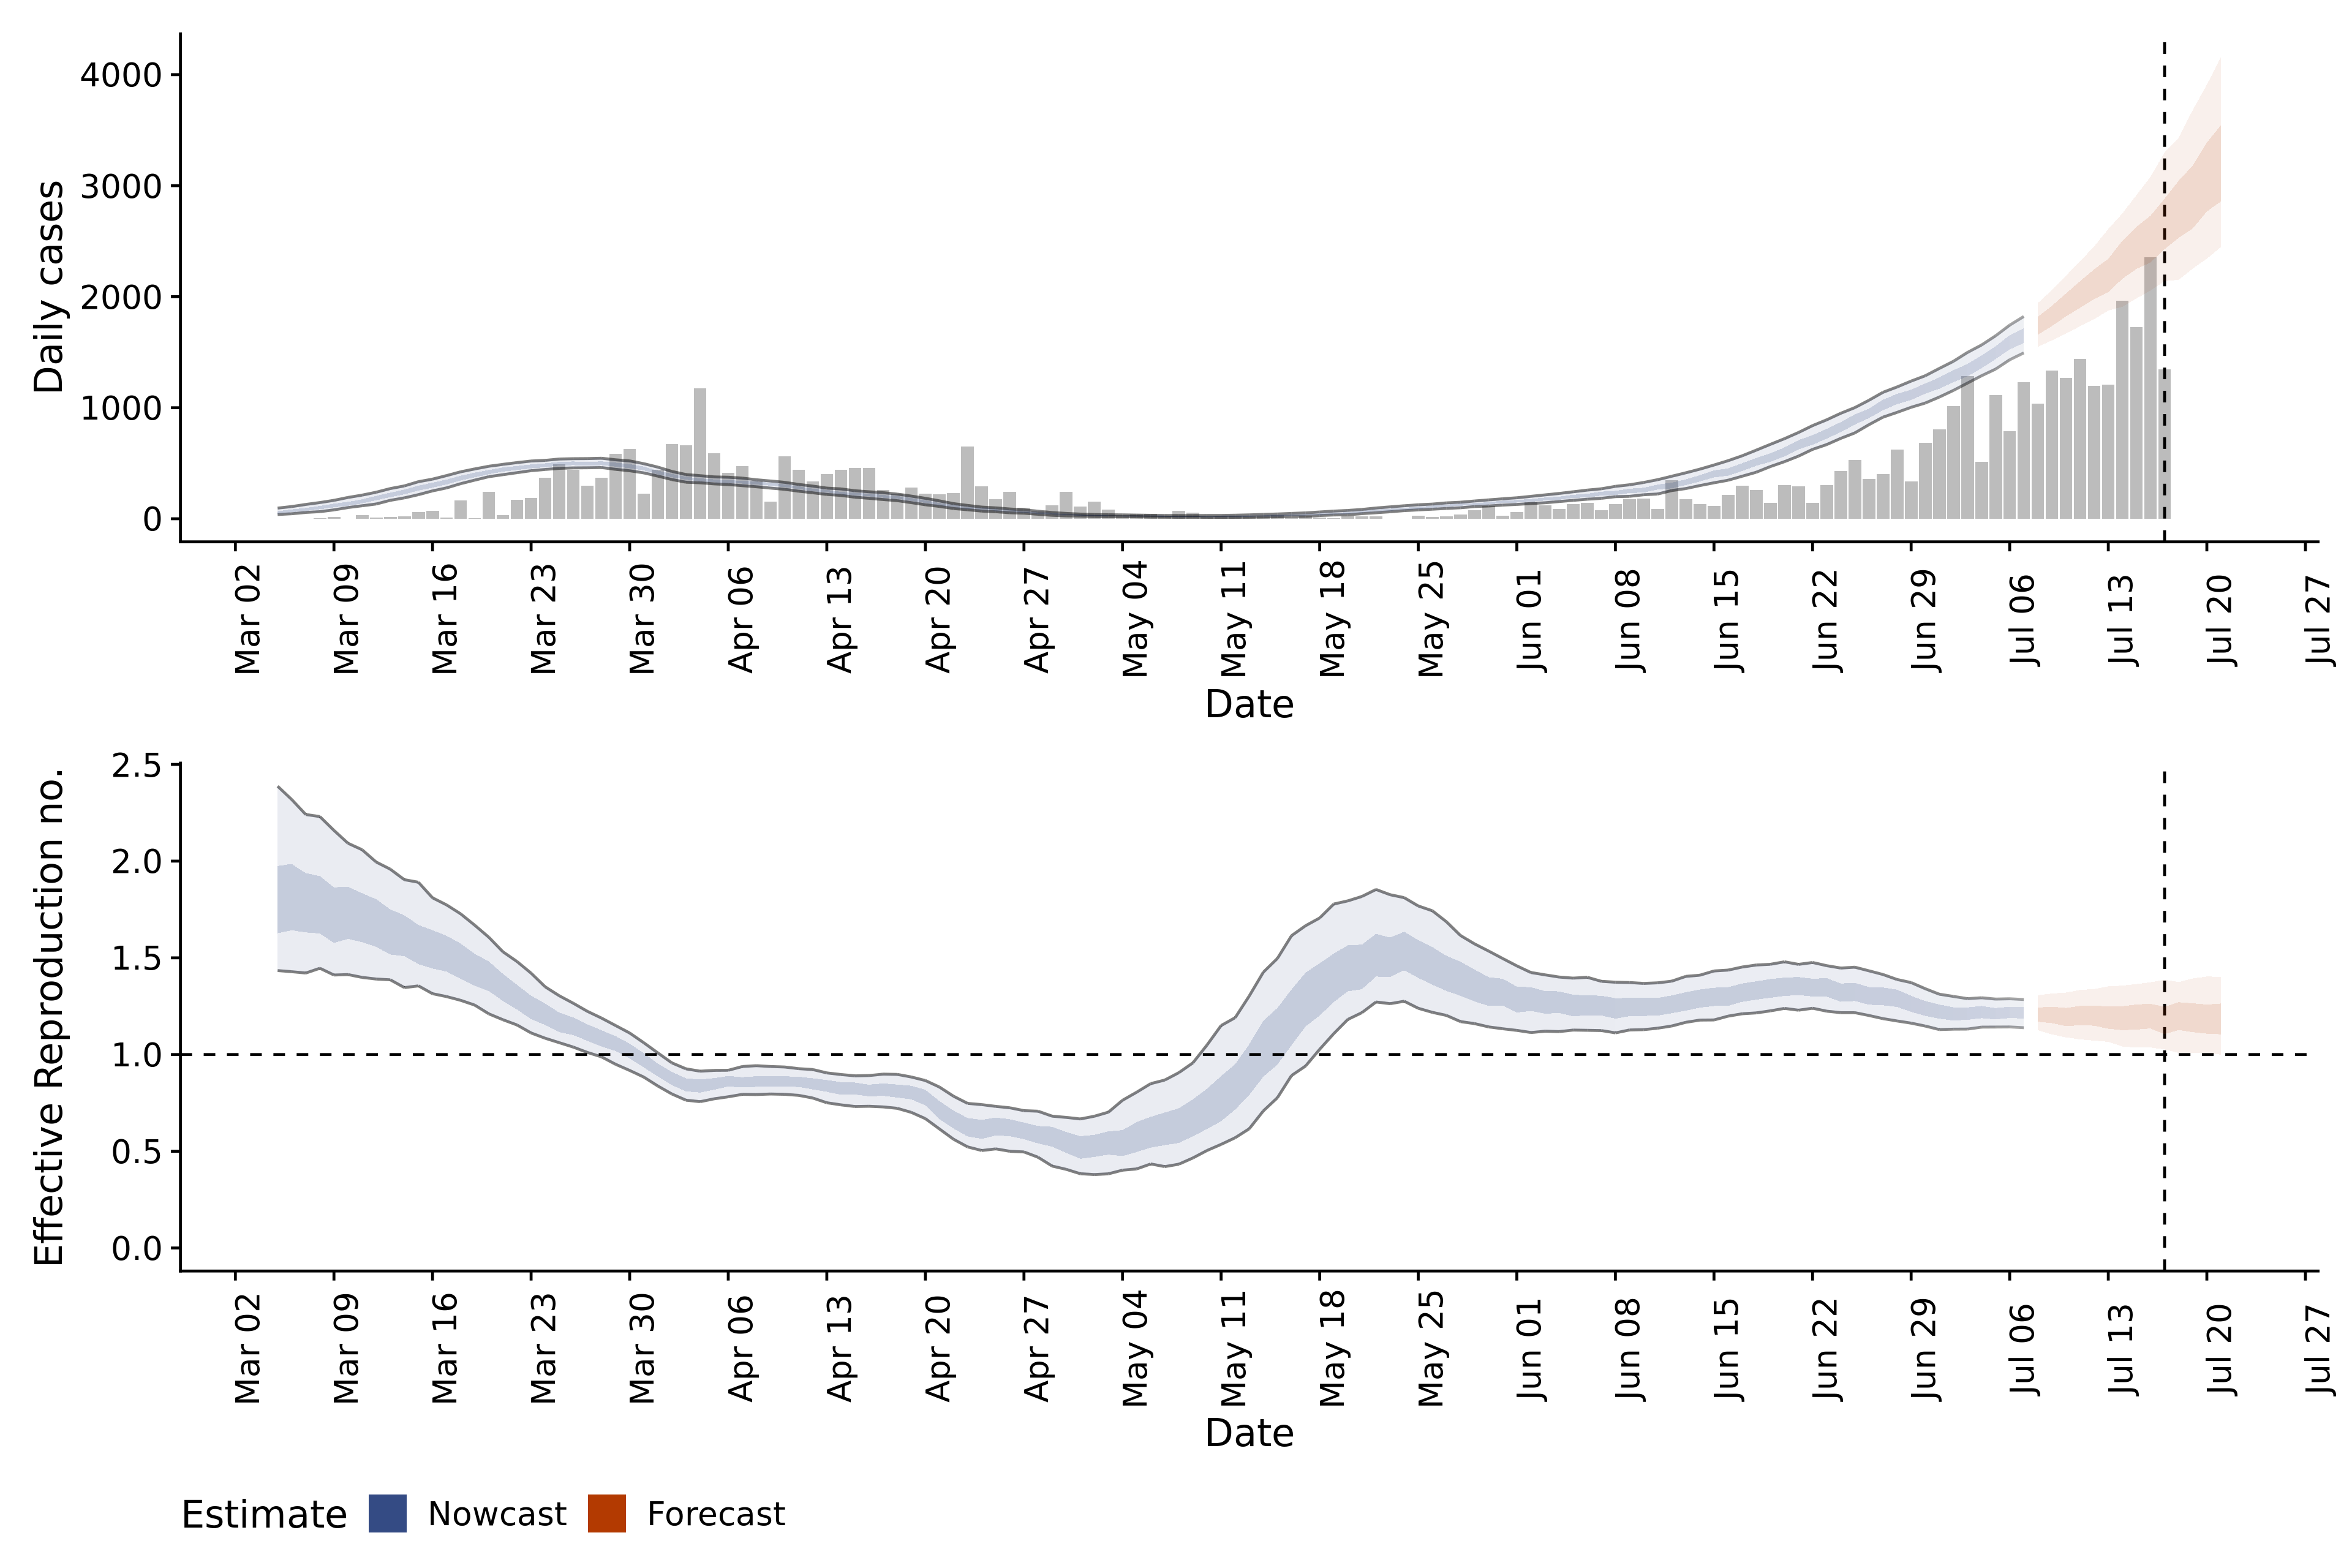 4000
3000
2000
1000
0
Daily cases
Mar 02 Mar 09 Mar 16 Mar 23 Mar 30 Apr 06 Apr 13 Apr 20 Apr 27 May 04 May 11 May 18 May 25 Jun 01 Jun 08 Jun 15 Jun 22 Jun 29 Jul 06 Jul 13 Jul 20 Jul 27
Date
2.5
2.0
1.5
1.0
0.5
0.0
Effective Reproduction no.
Mar 02 Mar 09 Mar 16 Mar 23 Mar 30 Apr 06 Apr 13 Apr 20 Apr 27 May 04 May 11 May 18 May 25 Jun 01 Jun 08 Jun 15 Jun 22 Jun 29 Jul 06 Jul 13 Jul 20 Jul 27
Date
Estimate Nowcast Forecast